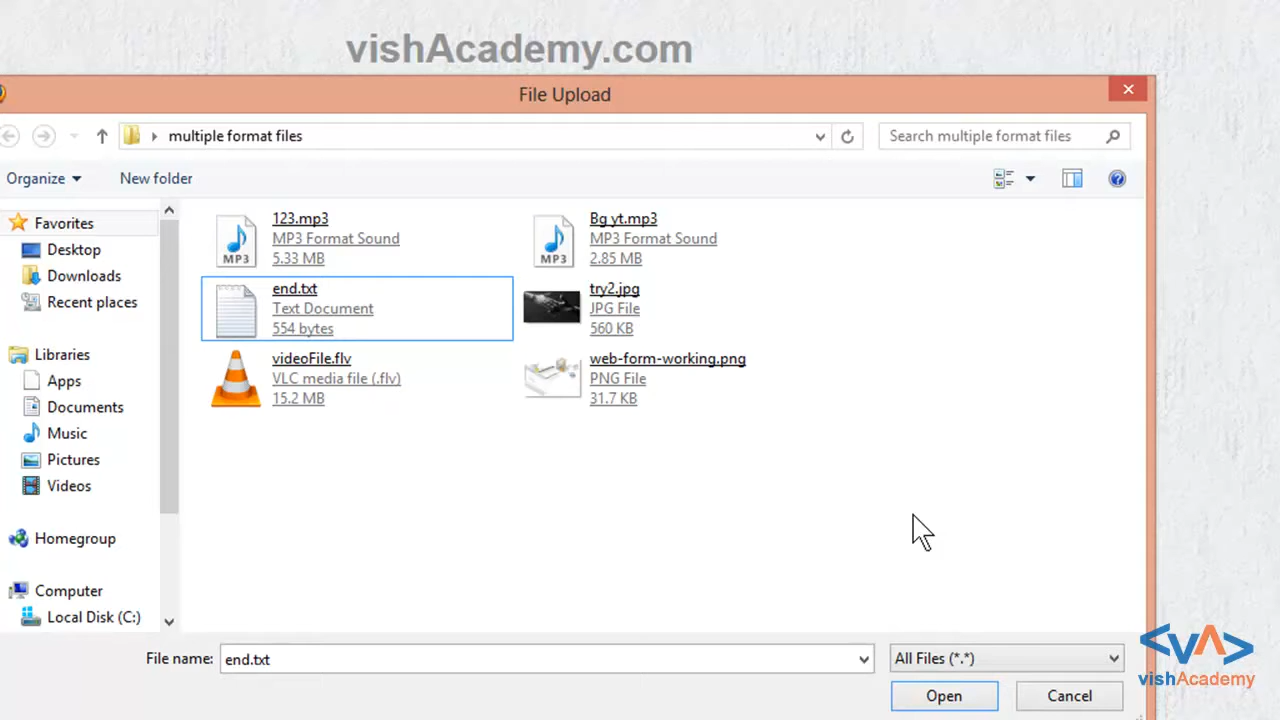 vishAcademy.com
File Upload
multiple format files
Search multiple format files
Organize
New folder
Favorites
Desktop
Downloads
Recent places
Libraries
Apps
Documents
Music
Pictures
Videos
Homegroup
Computer
Local Disk (C:)
123.mp3
MP3 Format Sound
5.33 MB
MP3
Bg yt.mp3
MP3 Format Sound
2.85 MB
MP3
end.txt
Text Document
554 bytes
try2.jpg
JPG File
560 KB
videoFile.flv
VLC media file (.flv)
15.2 MB
web-form-working.png
PNG File
31.7 KB
File name:
end.txt
All Files (*.*)
Open
Cancel
<VA>
vishAcademy